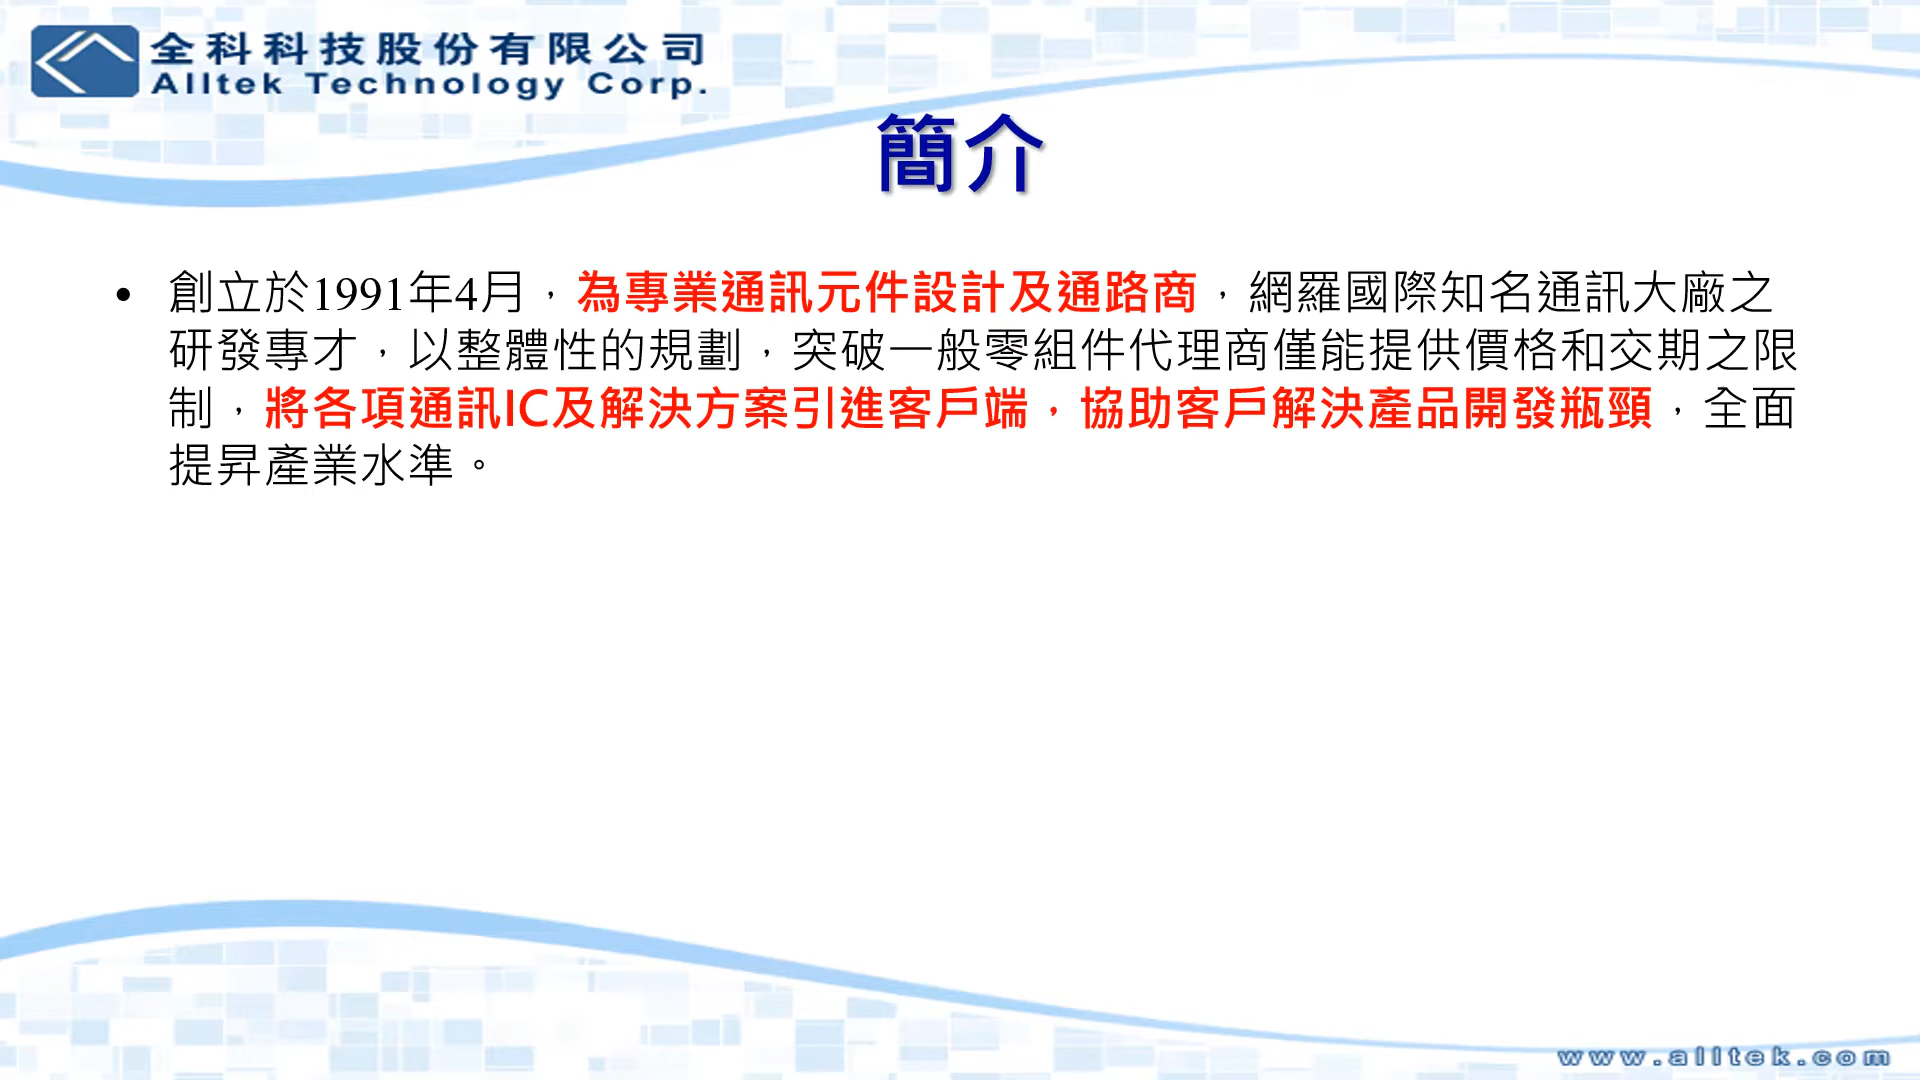 全科科技股份有限公司
Alltek Technology Corp.
簡介
• 創立於1991年4月，為專業通訊元件設計及通路商，網羅國際知名通訊大廠之
研發專才，以整體性的規劃，突破一般零組件代理商僅能提供價格和交期之限
制，將各項通訊IC及解決方案引進客戶端，協助客戶解決產品開發瓶頸，全面
提昇產業水準。
www.alltek.com